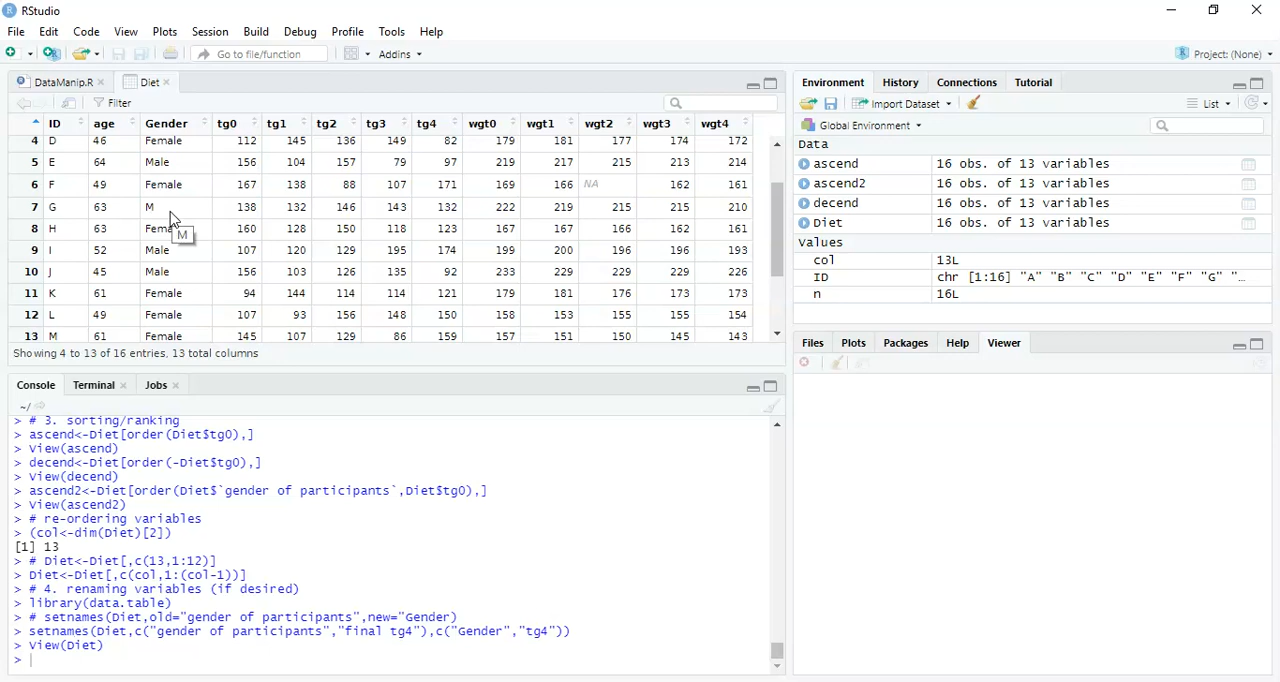 RStudio
File Edit Code View Plots Session Build Debug Profile Tools Help
Go to file/function Addins Project: (None)
DataManip.R Diet
Filter
ID age Gender tg0 tg1 tg2 tg3 tg4 wgt0 wgt1 wgt2 wgt3 wgt4
4 D 46 Female 112 145 136 149 82 179 181 177 174 172
5 E 64 Male 156 104 157 79 97 219 217 215 213 214
6 F 49 Female 167 138 88 107 171 169 166 NA 162 161
7 G 63 M 138 132 146 143 132 222 219 215 215 210
8 H 63 Fema 160 128 150 118 123 167 167 166 162 161
M
9 I 52 Male 107 120 129 195 174 199 200 196 196 193
10 J 45 Male 156 103 126 135 92 233 229 229 229 226
11 K 61 Female 94 144 114 114 121 179 181 176 173 173
12 L 49 Female 107 93 156 148 150 158 153 155 155 154
13 M 61 Female 145 107 129 86 159 157 151 150 145 143
Showing 4 to 13 of 16 entries, 13 total columns
Console Terminal Jobs
~/
> # 3. sorting/ranking
> ascend<-Diet[order(Diet$tg0),]
> View(ascend)
> decend<-Diet[order(-Diet$tg0),]
> View(decend)
> ascend2<-Diet[order(Diet$`gender of participants`,Diet$tg0),]
> View(ascend2)
> # re-ordering variables
> (col<-dim(Diet)[2])
[1] 13
> # Diet<-Diet[,c(13,1:12)]
> Diet<-Diet[,c(col,1:(col-1))]
> # 4. renaming variables (if desired)
> library(data.table)
> # setnames(Diet,old="gender of participants",new="Gender)
> setnames(Diet,c("gender of participants","final tg4"),c("Gender","tg4"))
> View(Diet)
>
Environment History Connections Tutorial
Import Dataset List
Global Environment
Data
ascend 16 obs. of 13 variables
ascend2 16 obs. of 13 variables
decend 16 obs. of 13 variables
Diet 16 obs. of 13 variables
Values
col 13L
ID chr [1:16] "A" "B" "C" "D" "E" "F" "G" "...
n 16L
Files Plots Packages Help Viewer